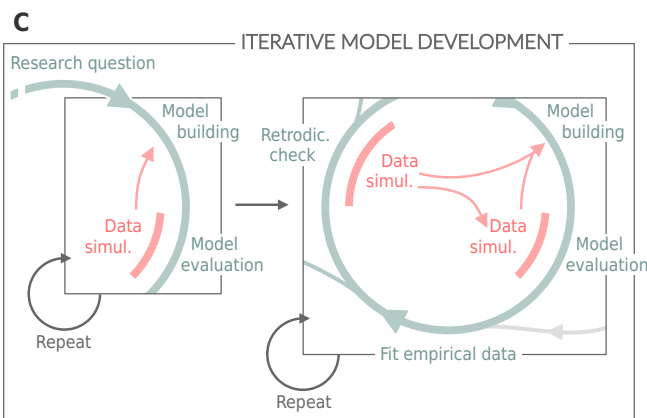 C
ITERATIVE MODEL DEVELOPMENT
Research question
Model
building
Data
simul.
Model
evaluation
Repeat
Retrodic.
check
Data
simul.
Model
building
Data
simul.
Model
evaluation
Fit empirical data
Repeat